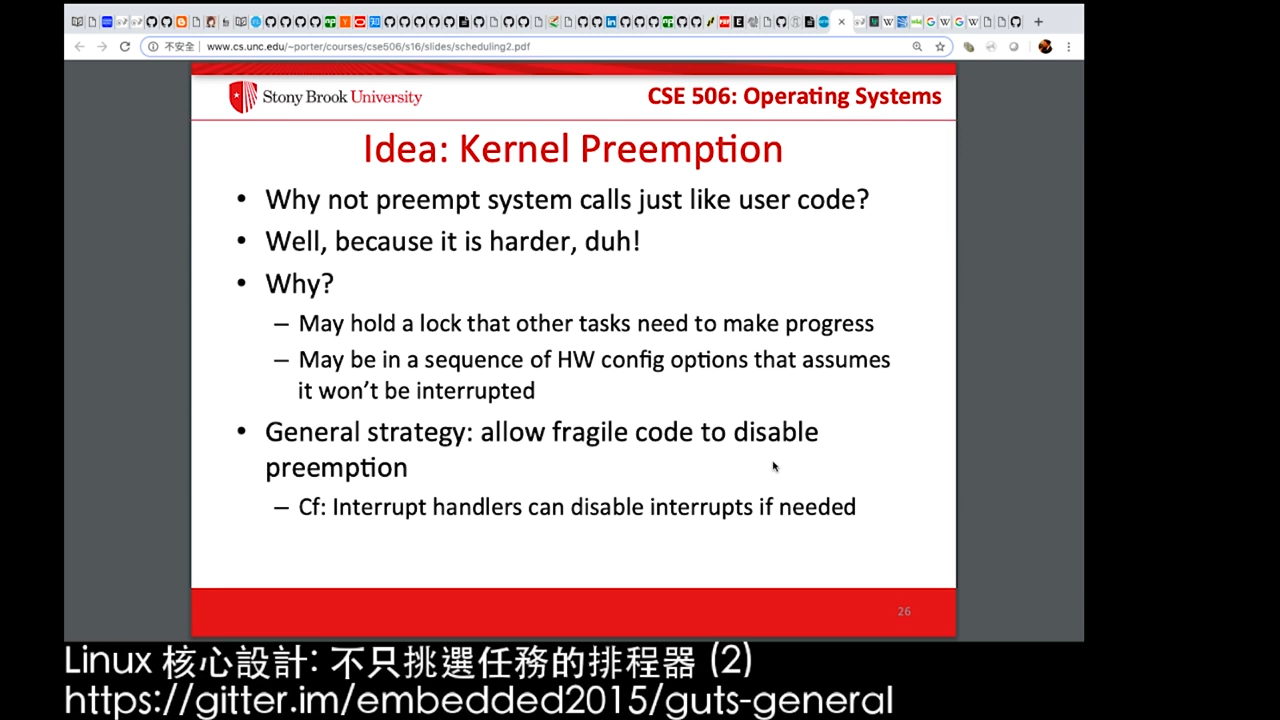 不安全 www.cs.unc.edu/~porter/courses/cse506/s16/slides/scheduling2.pdf
Stony Brook University
CSE 506: Operating Systems
Idea: Kernel Preemption
• Why not preempt system calls just like user code?
• Well, because it is harder, duh!
• Why?
– May hold a lock that other tasks need to make progress
– May be in a sequence of HW config options that assumes
it won't be interrupted
• General strategy: allow fragile code to disable
preemption
– Cf: Interrupt handlers can disable interrupts if needed
26
Linux 核心設計: 不只挑選任務的排程器 (2)
https://gitter.im/embedded2015/guts-general